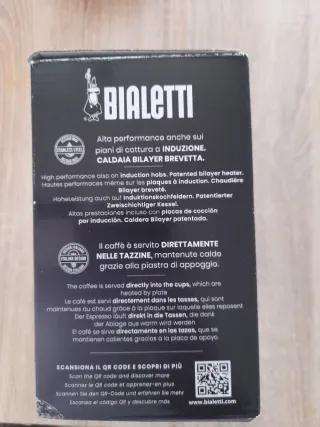 BIALETTI
Alta performance anche sui
piani di cottura a INDUZIONE.
CALDAIA BILAYER BREVETTA.
STAINLESS STEEL
High performance also on induction hobs. Patented bilayer heater.
Hautes performaces même sur les plaques à induction. Chaudière
Bilayer breveté.
HoheLeistung auch auf Induktionskochfeldern. Patentierter
Zweischichtiger Kessel.
Altas prestaciones incluso con placas de cocción
por inducción. Caldera Bilayer patentada.
Il caffè è servito DIRETTAMENTE
NELLE TAZZINE, mantenute calde
grazie alla piastra di appoggio.
ITALIAN DESIGN
The coffee is served directly into the cups, which are
heated by plate
Le café est servi directement dans les tasses, qui sont
maintenues au chaud grâce à la plaque sur laquelle elles reposent
Der Espresso läuft direkt in die Tassen, die dank
der Ablage aus warm wird werden
El café se sirve directamente en las tazas, que se
mantienen calientes gracias a la placa de apoyo.
SCANSIONA IL QR CODE E SCOPRI DI PIÙ
Scan the QR code and discover more
Scannez le QR code et apprenez-en plus
Scannen Sie den QR-Code und erfahren Sie mehr
Escanea el código QR y descubre más
www.bialetti.com